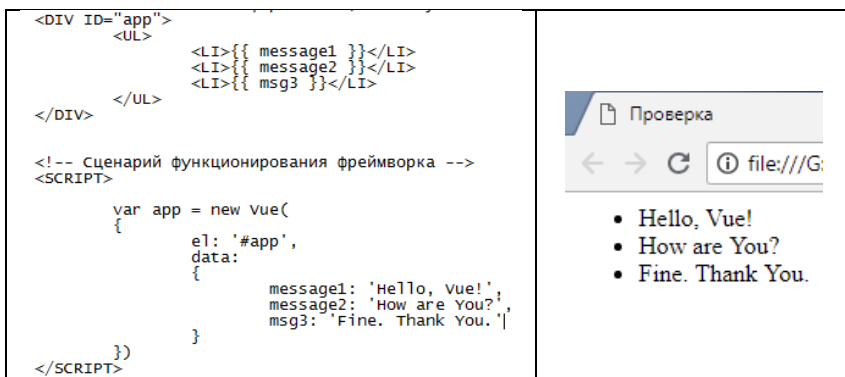 <DIV ID="app">
<UL>
<LI>{{ message1 }}</LI>
<LI>{{ message2 }}</LI>
<LI>{{ msg3 }}</LI>
</UL>
</DIV>
<!-- Сценарий функционирования фреймворка -->
<SCRIPT>
var app = new Vue(
{
el: '#app',
data:
{
message1: 'Hello, Vue!',
message2: 'How are You?',
msg3: 'Fine. Thank You.'
}
})
</SCRIPT>
Проверка
file:///G:
• Hello, Vue!
• How are You?
• Fine. Thank You.